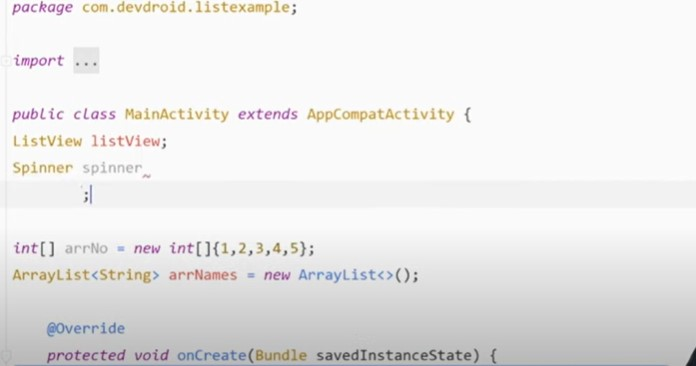 package com.devdroid.listexample;
import ...
public class MainActivity extends AppCompatActivity {
ListView listView;
Spinner spinner
;
int[] arrNo = new int[]{1,2,3,4,5};
ArrayList<String> arrNames = new ArrayList<>();
@Override
protected void onCreate(Bundle savedInstanceState) {